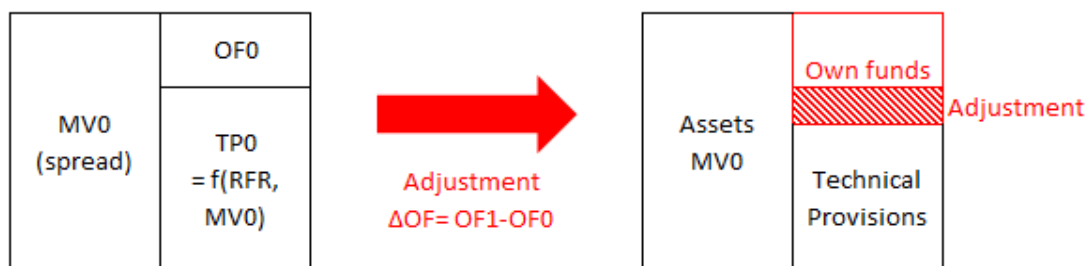 MV0
(spread)
OF0
TP0
= f(RFR,
MV0)
Adjustment
ΔOF= OF1-OF0
Assets
MV0
Own funds
Adjustment
Technical
Provisions